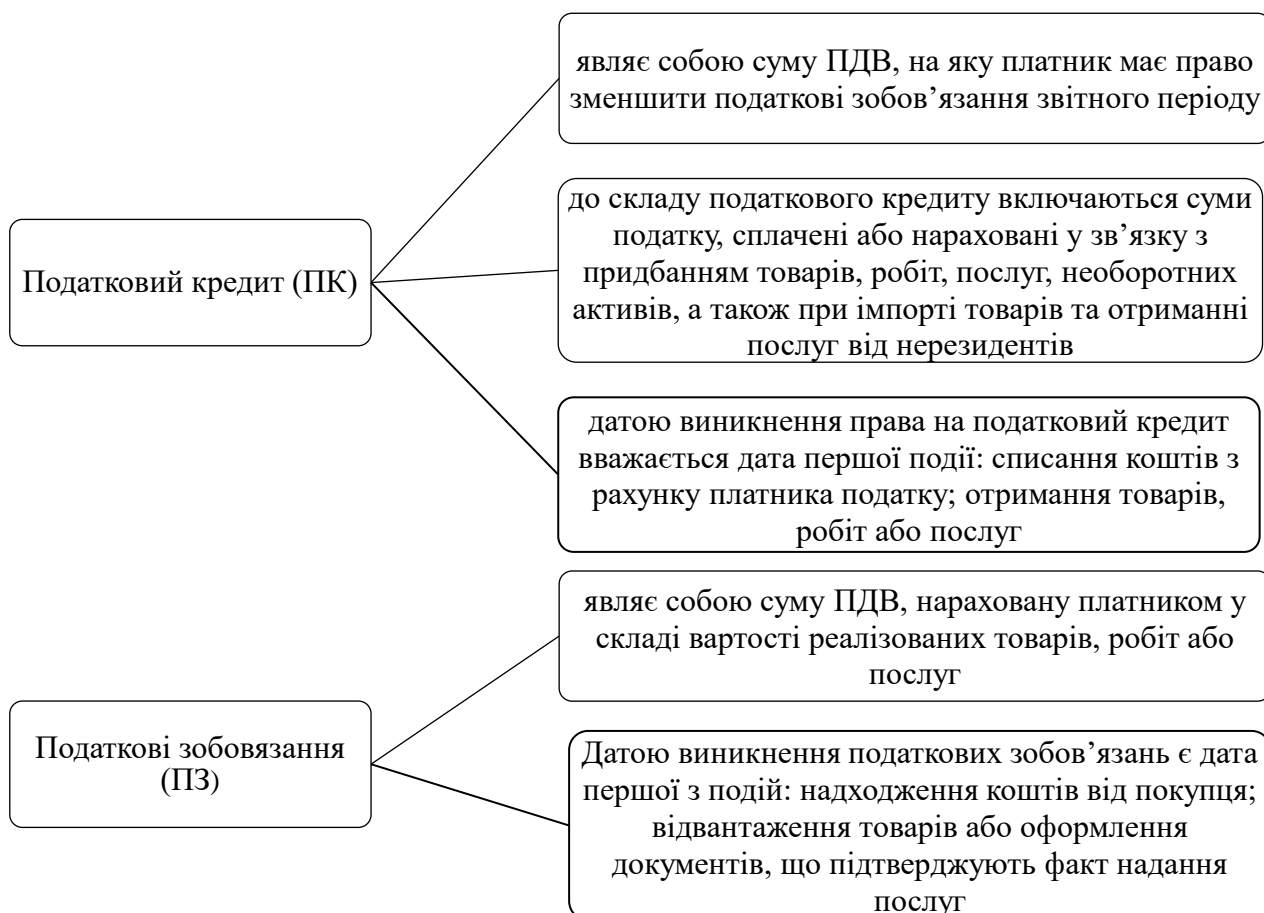 являє собою суму ПДВ, на яку платник має право
зменшити податкові зобов’язання звітного періоду
до складу податкового кредиту включаються суми
податку, сплачені або нараховані у зв’язку з
придбанням товарів, робіт, послуг, необоротних
активів, а також при імпорті товарів та отриманні
послуг від нерезидентів
Податковий кредит (ПК)
датою виникнення права на податковий кредит
вважається дата першої події: списання коштів з
рахунку платника податку; отримання товарів,
робіт або послуг
являє собою суму ПДВ, нараховану платником у
складі вартості реалізованих товарів, робіт або
послуг
Податкові зобовязання
(ПЗ)
Датою виникнення податкових зобов’язань є дата
першої з подій: надходження коштів від покупця;
відвантаження товарів або оформлення
документів, що підтверджують факт надання
послуг